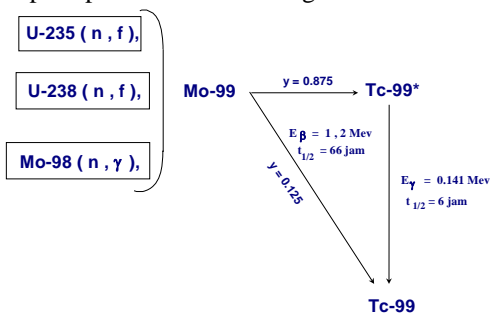 U-235 ( n , f ),
U-238 ( n , f ),
Mo-98 ( n , γ ),
Mo-99
y = 0.875
Tc-99*
E β = 1 , 2 Mev
t 1/2 = 66 jam
y = 0.125
E γ = 0.141 Mev
t 1/2 = 6 jam
Tc-99